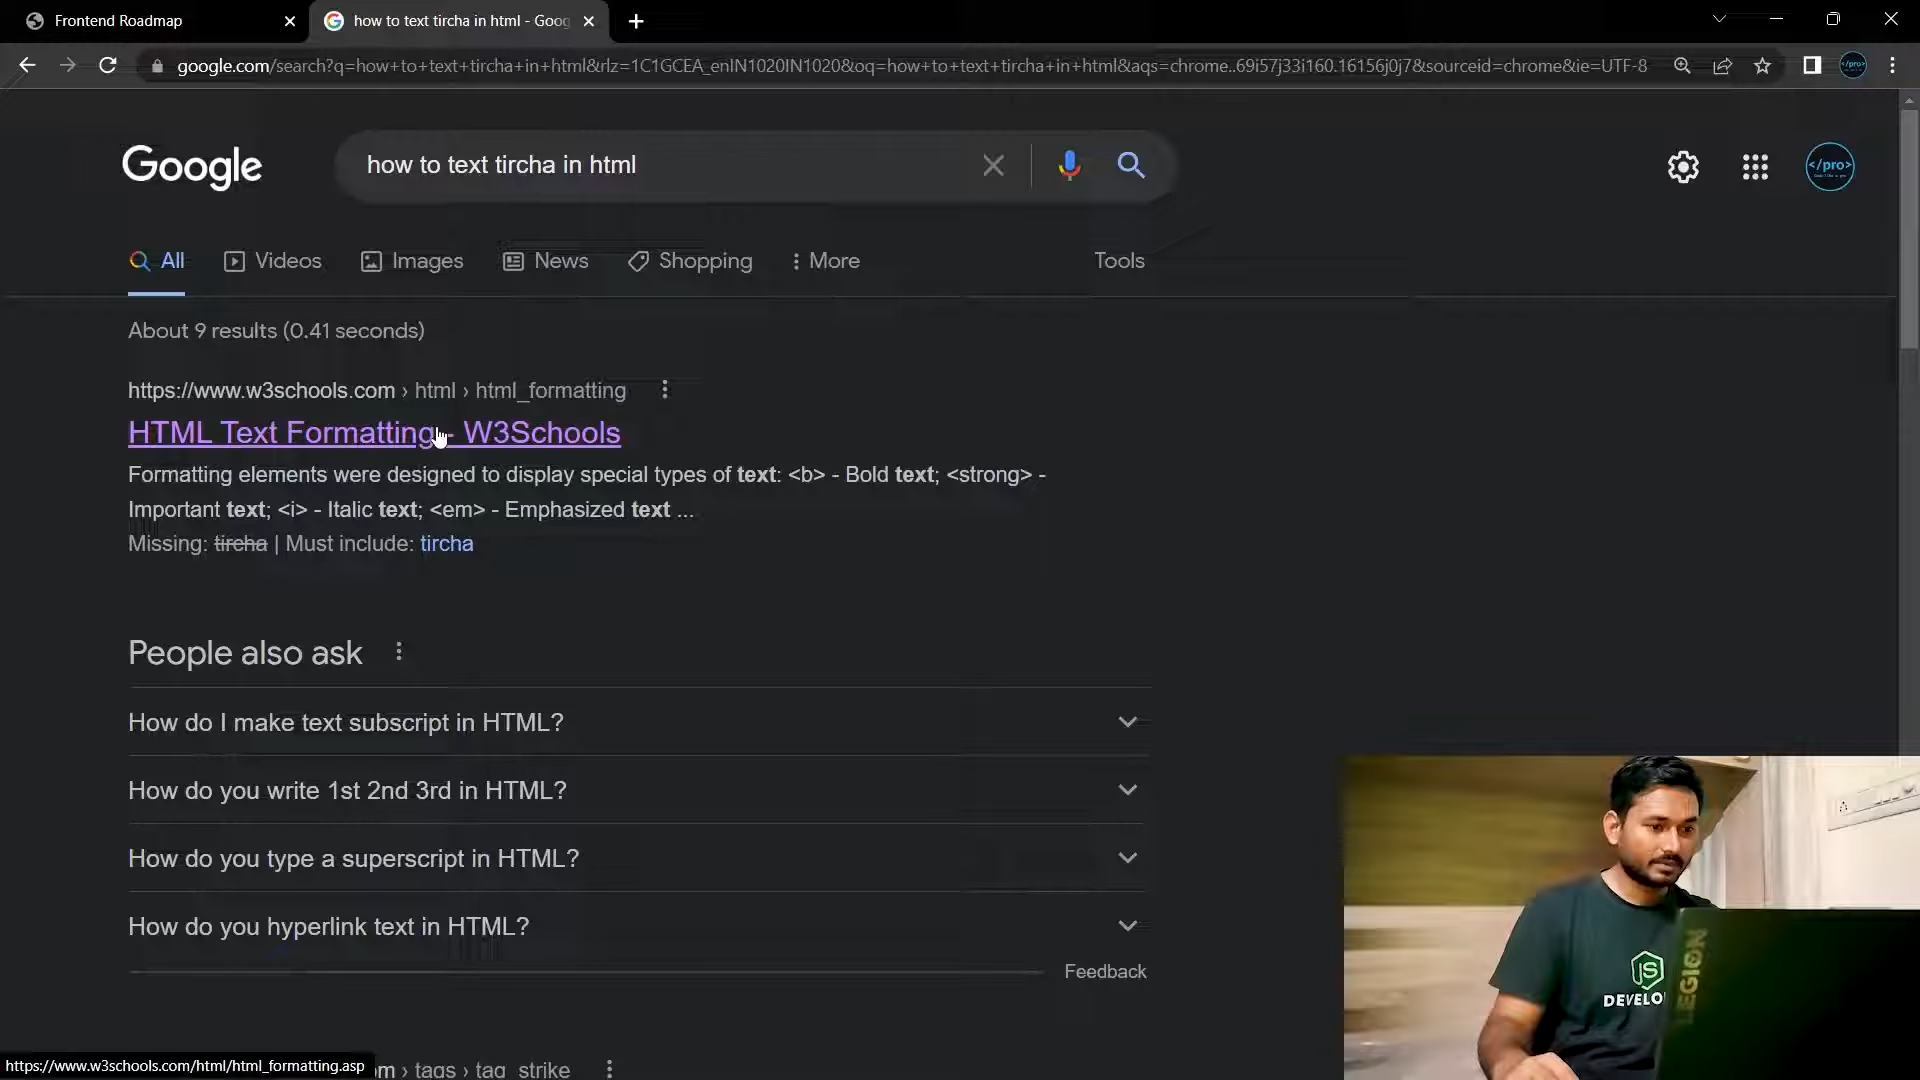 Frontend Roadmap
how to text tircha in html - Goog
google.com/search?q=how+to+text+tircha+in+html&rlz=1C1GCEA_enIN1020IN1020&oq=how+to+text+tircha+in+html&aqs=chrome..69i57j33i160.16156j0j7&sourceid=chrome&ie=UTF-8
</pro>
Google
how to text tircha in html
</pro>
All
Videos
Images
News
Shopping
More
Tools
About 9 results (0.41 seconds)
https://www.w3schools.com › html › html_formatting
HTML Text Formatting - W3Schools
Formatting elements were designed to display special types of text: <b> - Bold text; <strong> -
Important text; <i> - Italic text; <em> - Emphasized text ...
Missing: tircha | Must include: tircha
People also ask
How do I make text subscript in HTML?
How do you write 1st 2nd 3rd in HTML?
How do you type a superscript in HTML?
How do you hyperlink text in HTML?
Feedback
JS
DEVELO
LEGION
https://www.w3schools.com/html/html_formatting.asp
m › tags › tag_strike